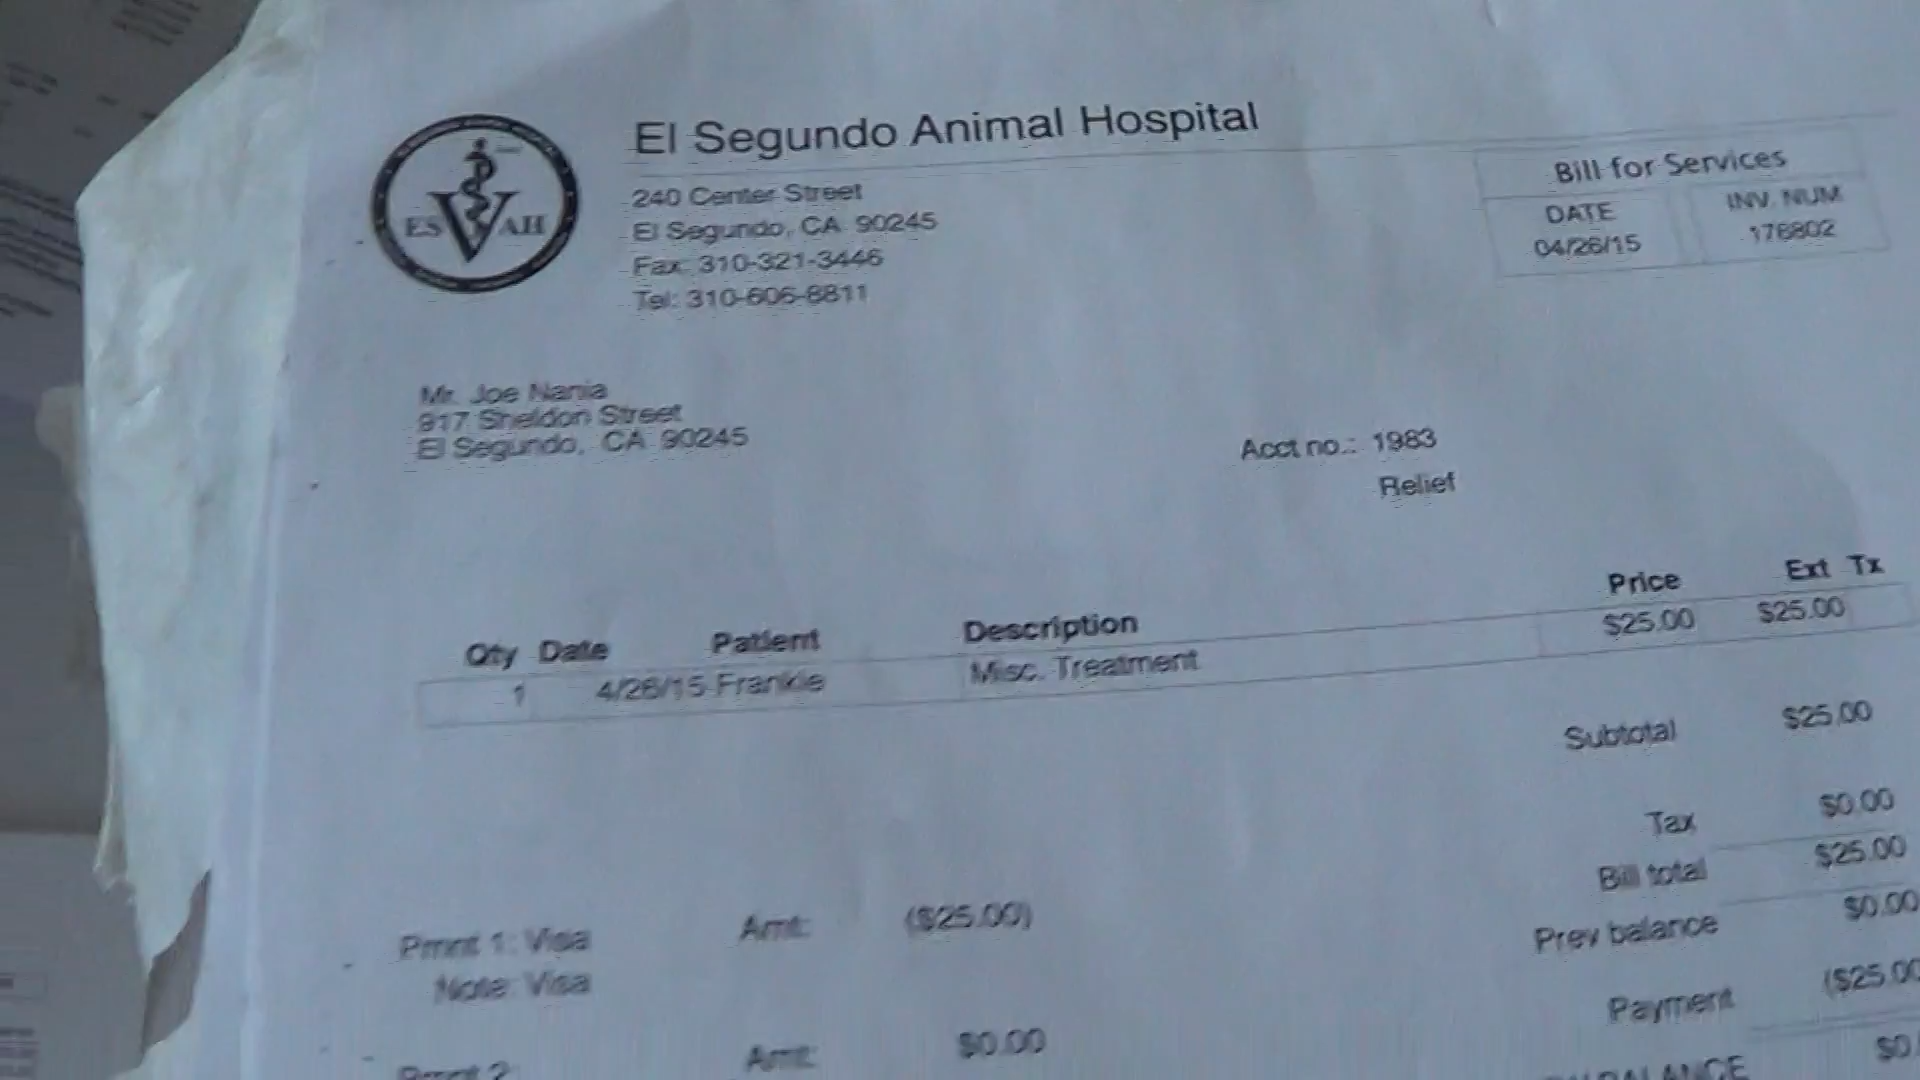 El Segundo Animal Hospital
240 Center Street
El Segundo, CA 90245
Fax: 310-321-3446
Tel: 310-606-8811
ES V AH
Bill for Services
DATE INV. NUM
04/26/15 176802
Mr. Joe Nania
917 Sheldon Street
El Segundo, CA 90245
Acct no.: 1983
Relief
Qty Date Patient Description Price Ext Tx
1 4/26/15 Frankie Misc. Treatment $25.00 $25.00
Subtotal $25.00
Tax $0.00
Bill total $25.00
Prev balance $0.00
Payment ($25.00
Pmnt 1: Visa Amt: ($25.00)
Note: Visa
Pmnt 2: Amt: $0.00
BALANCE $0.